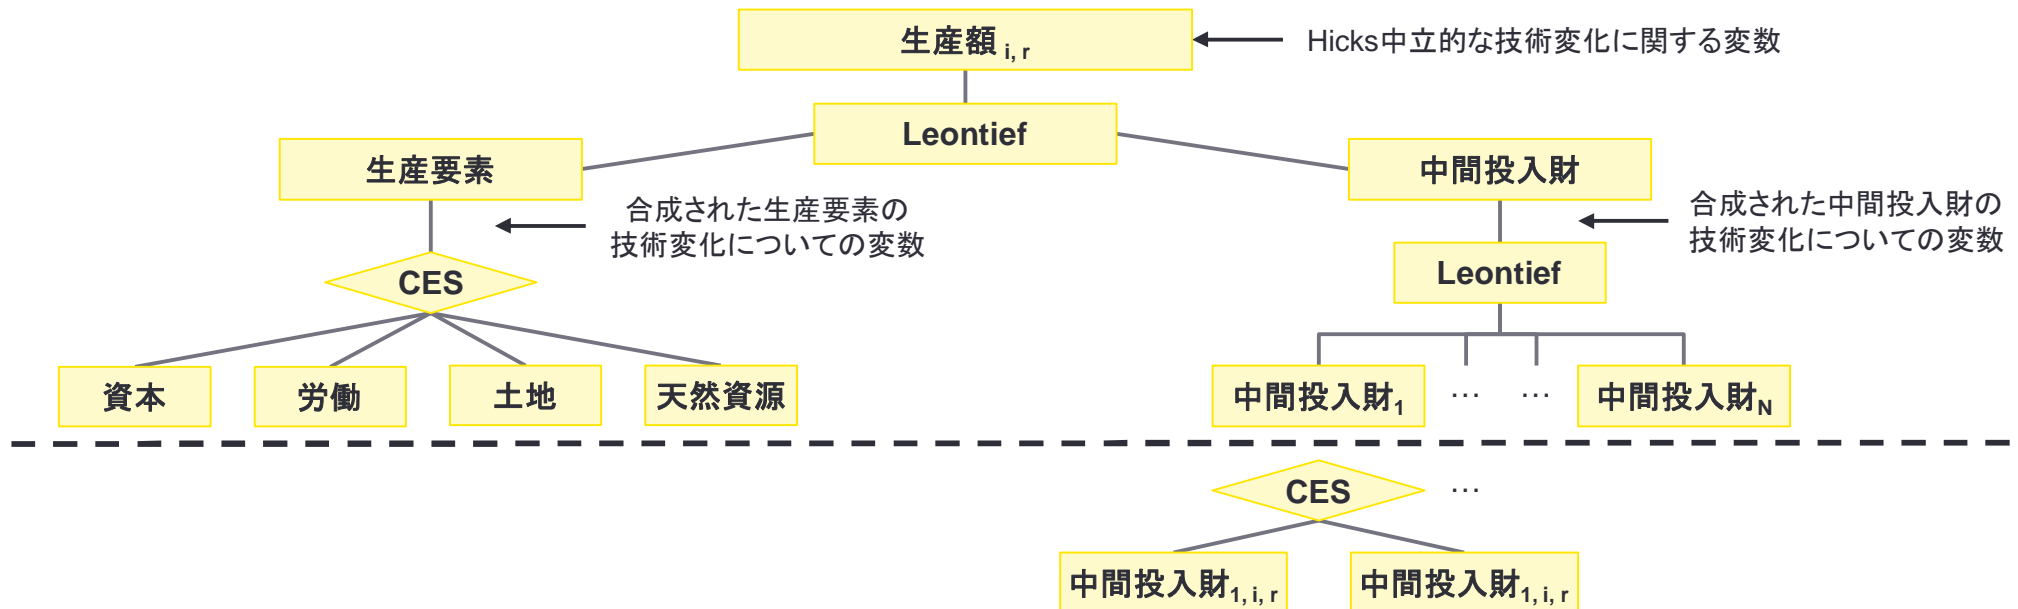 生産額 i, r
Hicks中立的な技術変化に関する変数
Leontief
生産要素
中間投入財
合成された生産要素の
技術変化についての変数
合成された中間投入財の
技術変化についての変数
CES
Leontief
資本
労働
土地
天然資源
中間投入財1
…
…
中間投入財N
CES
…
中間投入財1, i, r
中間投入財1, i, r